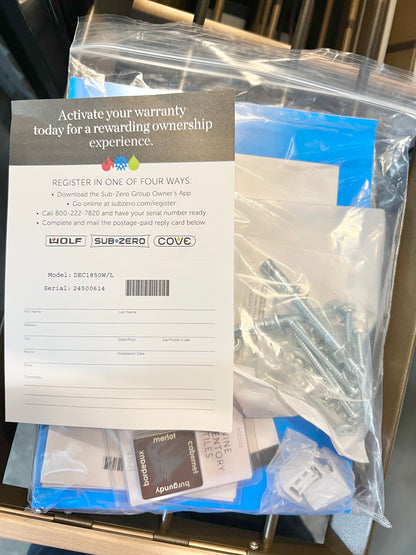 Activate your warranty
today for a rewarding ownership
experience.
REGISTER IN ONE OF FOUR WAYS:
• Download the Sub-Zero Group Owner's App
• Go online at subzero.com/register
• Call 800-222-7820 and have your serial number ready
• Complete and mail the postage-paid reply card below
WOLF SUB-ZERO COVE
Model: DEC1850W/L
Serial: 24500614
First Name Last Name
Address
City State/Prov. Zip/Postal Code
Phone Installation Date
Email
Comments
merlot
cabernet
bordeaux
burgundy
WINE
INVENTORY
TILES